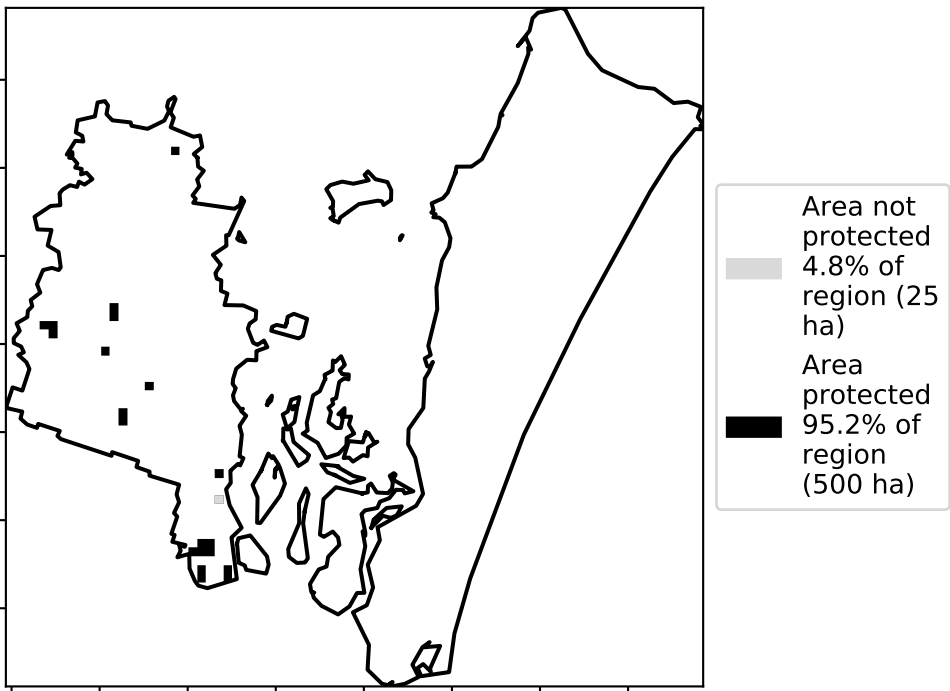 Area not
protected
4.8% of
region (25
ha)
Area
protected
95.2% of
region
(500 ha)